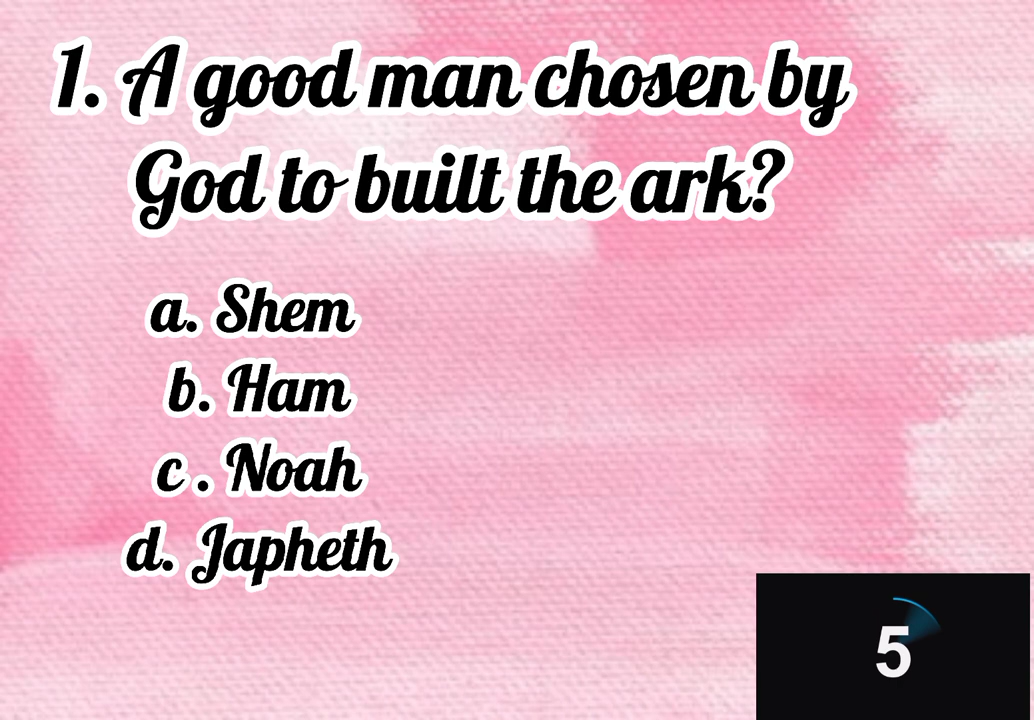 1. A good man chosen by
God to built the ark?
a. Shem
b. Ham
c . Noah
d. Japheth
5